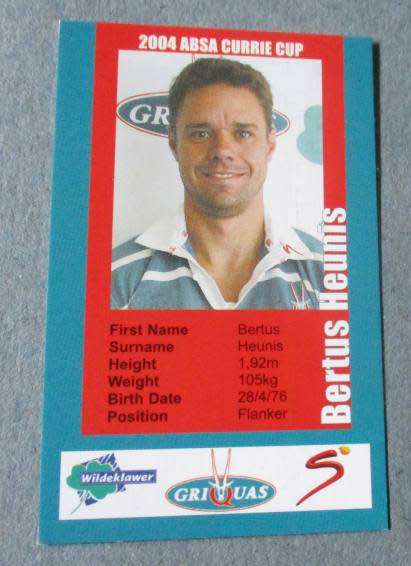 2004 ABSA CURRIE CUP
GRIQUAS
Bertus Heunis
First Name Bertus
Surname Heunis
Height 1,92m
Weight 105kg
Birth Date 28/4/76
Position Flanker
Wildeklawer
GRIQUAS